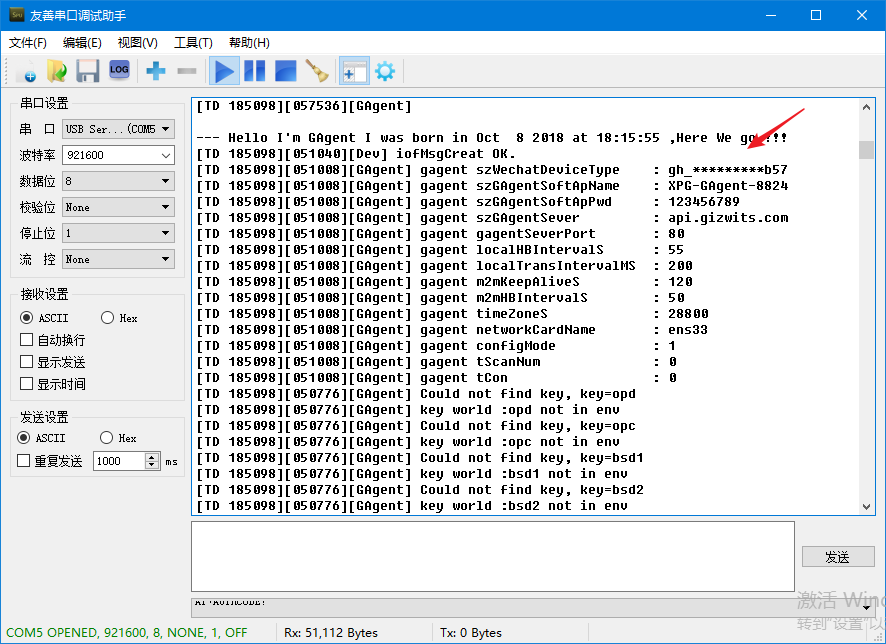 友善串口调试助手
文件(F) 编辑(E) 视图(V) 工具(T) 帮助(H)
LOG
串口设置
串 口 USB Ser...(COM5
波特率 921600
数据位 8
校验位 None
停止位 1
流 控 None
接收设置
ASCII Hex
自动换行
显示发送
显示时间
发送设置
ASCII Hex
重复发送 1000 ms
[TD 185098][057536][GAgent]
--- Hello I'm GAgent I was born in Oct  8 2018 at 18:15:55 ,Here We go!!!!
[TD 185098][051040][Dev] iofMsgCreat OK.
[TD 185098][051008][GAgent] gagent szWechatDeviceType : gh_*********b57
[TD 185098][051008][GAgent] gagent szGAgentSoftApName : XPG-GAgent-8824
[TD 185098][051008][GAgent] gagent szGAgentSoftApPwd : 123456789
[TD 185098][051008][GAgent] gagent szGAgentSever : api.gizwits.com
[TD 185098][051008][GAgent] gagent gagentSeverPort : 80
[TD 185098][051008][GAgent] gagent localHBIntervalS : 55
[TD 185098][051008][GAgent] gagent localTransIntervalMS : 200
[TD 185098][051008][GAgent] gagent m2mKeepAliveS : 120
[TD 185098][051008][GAgent] gagent m2mHBIntervalS : 50
[TD 185098][051008][GAgent] gagent timeZoneS : 28800
[TD 185098][051008][GAgent] gagent networkCardName : ens33
[TD 185098][051008][GAgent] gagent configMode : 1
[TD 185098][051008][GAgent] gagent tScanNum : 0
[TD 185098][051008][GAgent] gagent tCon : 0
[TD 185098][050776][GAgent] Could not find key, key=opd
[TD 185098][050776][GAgent] key world :opd not in env
[TD 185098][050776][GAgent] Could not find key, key=opc
[TD 185098][050776][GAgent] key world :opc not in env
[TD 185098][050776][GAgent] Could not find key, key=bsd1
[TD 185098][050776][GAgent] key world :bsd1 not in env
[TD 185098][050776][GAgent] Could not find key, key=bsd2
[TD 185098][050776][GAgent] key world :bsd2 not in env
发送
AT+AUTHCODE?
激活 Wind
转到"设置"以
COM5 OPENED, 921600, 8, NONE, 1, OFF Rx: 51,112 Bytes Tx: 0 Bytes